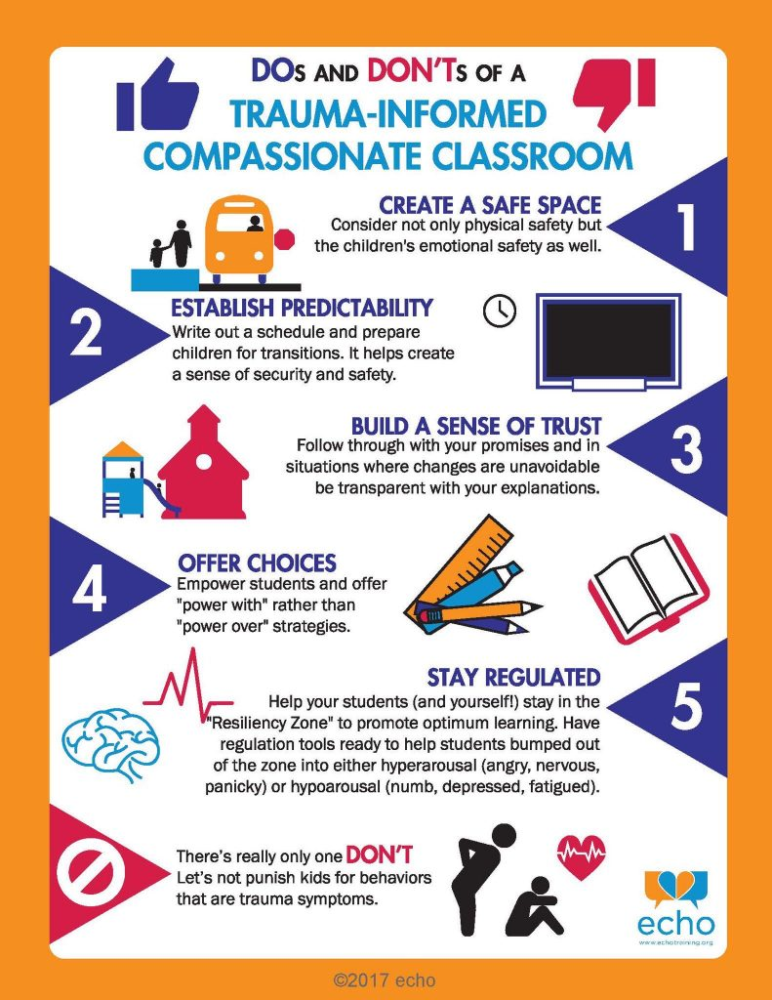 DOS AND DON'TS OF A
TRAUMA-INFORMED
COMPASSIONATE CLASSROOM
1
CREATE A SAFE SPACE
Consider not only physical safety but
the children's emotional safety as well.
2
ESTABLISH PREDICTABILITY
Write out a schedule and prepare
children for transitions. It helps create
a sense of security and safety.
3
BUILD A SENSE OF TRUST
Follow through with your promises and in
situations where changes are unavoidable
be transparent with your explanations.
4
OFFER CHOICES
Empower students and offer
"power with" rather than
"power over" strategies.
5
STAY REGULATED
Help your students (and yourself!) stay in the
"Resiliency Zone" to promote optimum learning. Have
regulation tools ready to help students bumped out
of the zone into either hyperarousal (angry, nervous,
panicky) or hypoarousal (numb, depressed, fatigued).
There's really only one DON'T
Let's not punish kids for behaviors
that are trauma symptoms.
echo
www.echotraining.org
©2017 echo